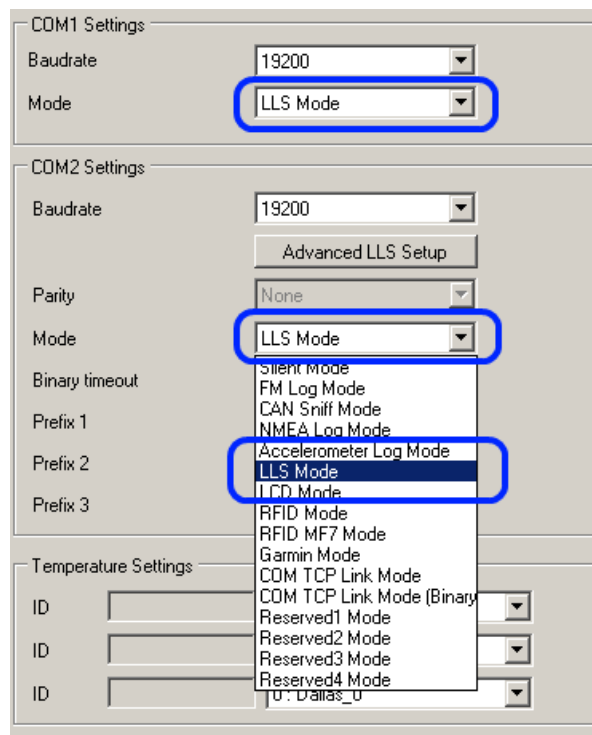 COM1 Settings
Baudrate 19200
Mode LLS Mode
COM2 Settings
Baudrate 19200
Advanced LLS Setup
Parity None
Mode LLS Mode
Silent Mode
Binary timeout FM Log Mode
CAN Sniff Mode
Prefix 1 NMEA Log Mode
Accelerometer Log Mode
Prefix 2 LLS Mode
LCD Mode
Prefix 3 RFID Mode
RFID MF7 Mode
Garmin Mode
Temperature Settings
COM TCP Link Mode
ID COM TCP Link Mode (Binary
Reserved1 Mode
Reserved2 Mode
ID Reserved3 Mode
Reserved4 Mode
ID 0 : Dallas_0